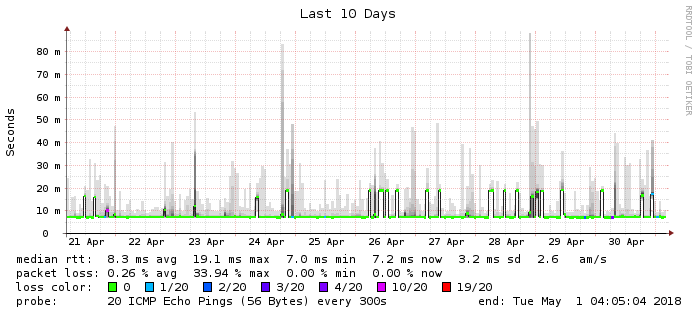 Last 10 Days
RRDTOOL / TOBI OETIKER
Seconds
80 m
70 m
60 m
50 m
40 m
30 m
20 m
10 m
0
21 Apr 22 Apr 23 Apr 24 Apr 25 Apr 26 Apr 27 Apr 28 Apr 29 Apr 30 Apr
median rtt: 8.3 ms avg 19.1 ms max 7.0 ms min 7.2 ms now 3.2 ms sd 2.6 am/s
packet loss: 0.26 % avg 33.94 % max 0.00 % min 0.00 % now
loss color: 0 1/20 2/20 3/20 4/20 10/20 19/20
probe: 20 ICMP Echo Pings (56 Bytes) every 300s end: Tue May 1 04:05:04 2018